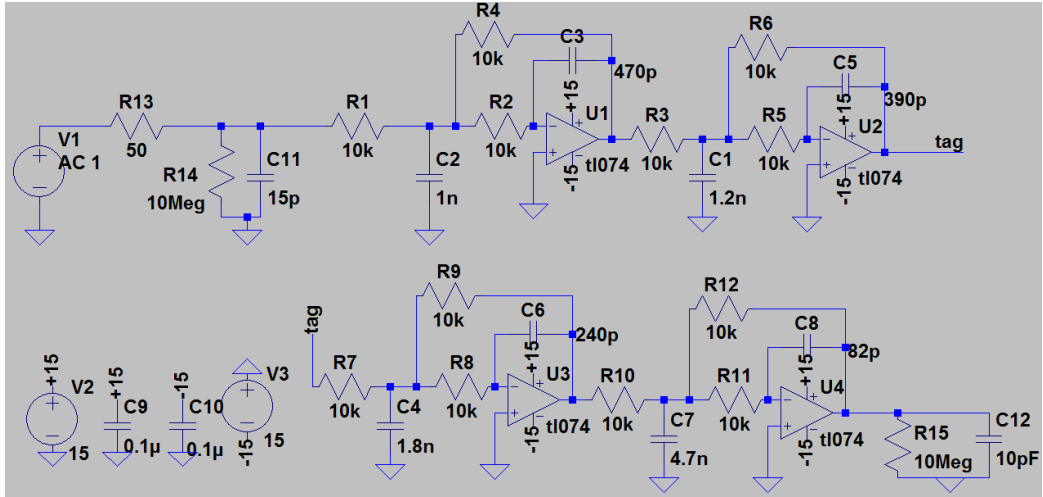 V1
AC 1
R13
50
R14
10Meg
C11
15p
R1
10k
C2
1n
R4
10k
R2
10k
C3
470p
+15
U1
-15
tl074
R3
10k
C1
1.2n
R6
10k
R5
10k
C5
390p
+15
U2
-15
tl074
tag
tag
R7
10k
C4
1.8n
R9
10k
R8
10k
C6
240p
+15
U3
-15
tl074
R10
10k
C7
4.7n
R12
10k
R11
10k
C8
82p
+15
U4
-15
tl074
R15
10Meg
C12
10pF
+15
V2
15
+15
C9
0.1µ
-15
C10
0.1µ
V3
-15
15